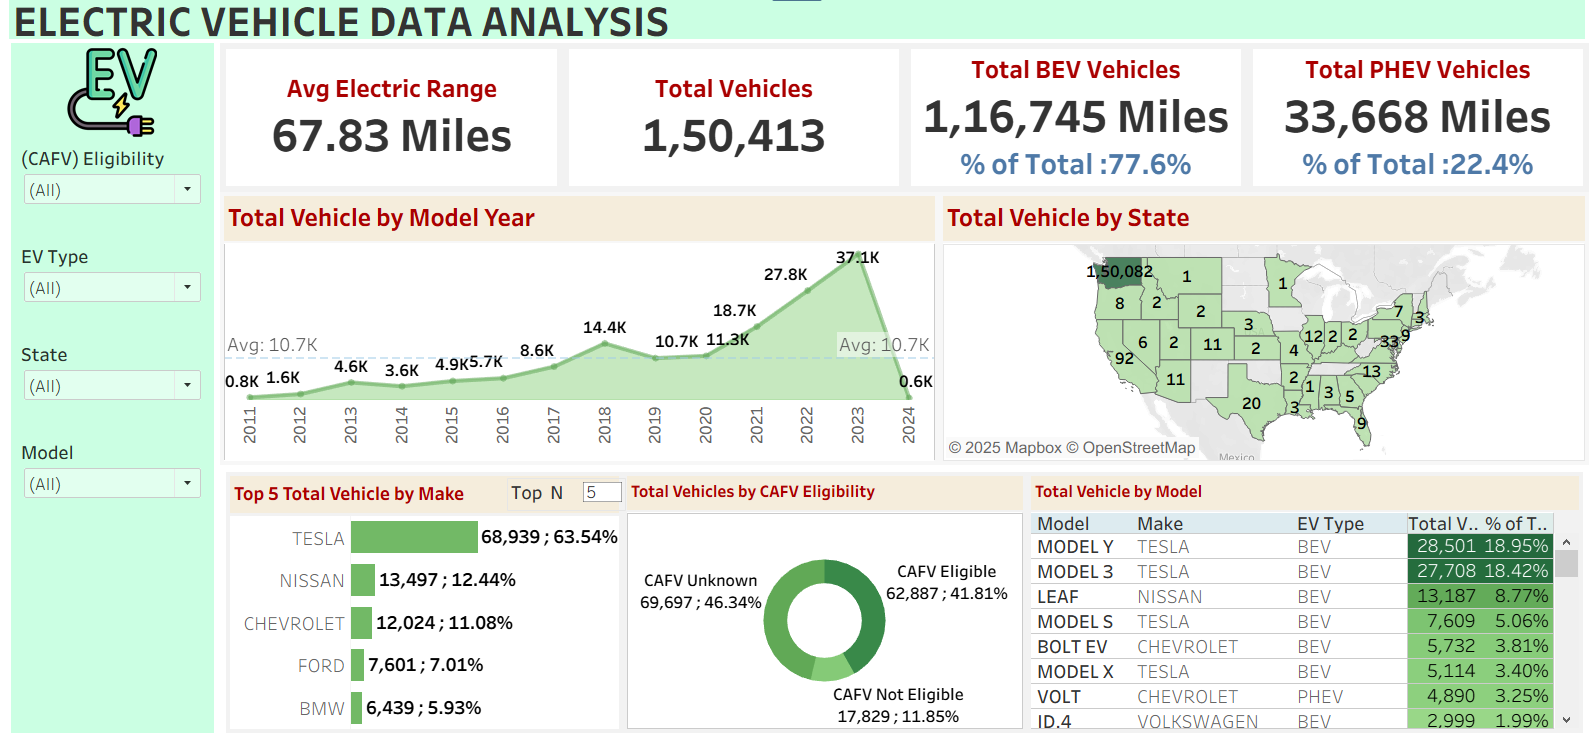 ELECTRIC VEHICLE DATA ANALYSIS
EV
(CAFV) Eligibility
(All)
EV Type
(All)
State
(All)
Model
(All)
Avg Electric Range
67.83 Miles
Total Vehicles
1,50,413
Total BEV Vehicles
1,16,745 Miles
% of Total :77.6%
Total PHEV Vehicles
33,668 Miles
% of Total :22.4%
Total Vehicle by Model Year
37.1K
27.8K
18.7K
14.4K
Avg: 10.7K
10.7K
11.3K
Avg: 10.7K
8.6K
4.6K
3.6K
4.9K
5.7K
0.8K
1.6K
0.6K
2011
2012
2013
2014
2015
2016
2017
2018
2019
2020
2021
2022
2023
2024
Total Vehicle by State
1,50,082
1
1
8
2
2
7
3
3
6
2
11
2
12
2
2
33
9
92
4
13
11
2
1
3
5
20
3
9
© 2025 Mapbox © OpenStreetMap
Mexico
Top 5 Total Vehicle by Make
Top N
5
TESLA 68,939 ; 63.54%
NISSAN 13,497 ; 12.44%
CHEVROLET 12,024 ; 11.08%
FORD 7,601 ; 7.01%
BMW 6,439 ; 5.93%
Total Vehicles by CAFV Eligibility
CAFV Unknown
69,697 ; 46.34%
CAFV Eligible
62,887 ; 41.81%
CAFV Not Eligible
17,829 ; 11.85%
Total Vehicle by Model
Model Make EV Type Total V.. % of T..
MODEL Y TESLA BEV 28,501 18.95%
MODEL 3 TESLA BEV 27,708 18.42%
LEAF NISSAN BEV 13,187 8.77%
MODEL S TESLA BEV 7,609 5.06%
BOLT EV CHEVROLET BEV 5,732 3.81%
MODEL X TESLA BEV 5,114 3.40%
VOLT CHEVROLET PHEV 4,890 3.25%
ID.4 VOLKSWAGEN BEV 2,999 1.99%